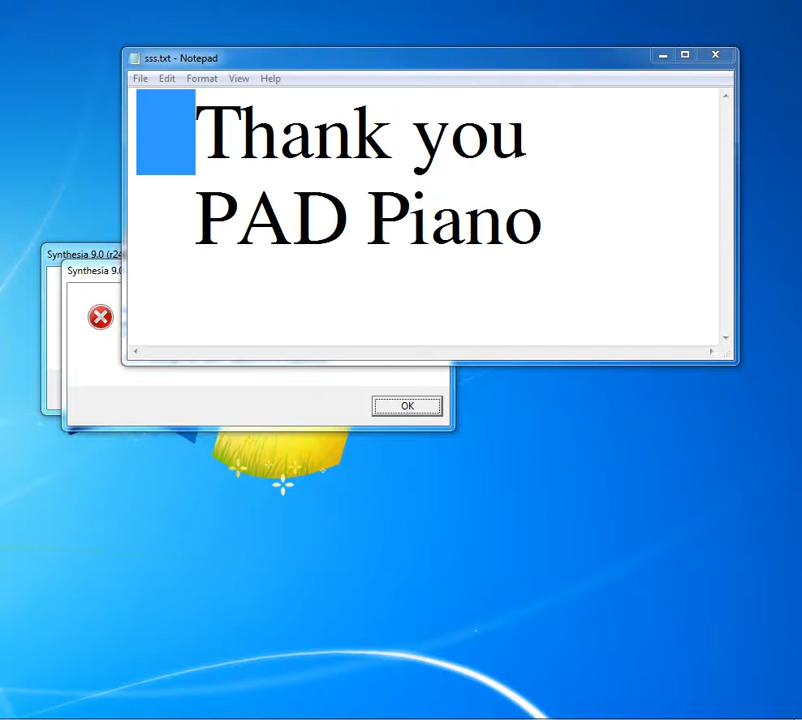 sss.txt - Notepad
File Edit Format View Help
Thank you
PAD Piano
Synthesia 9.0
Synthesia 9.0
OK